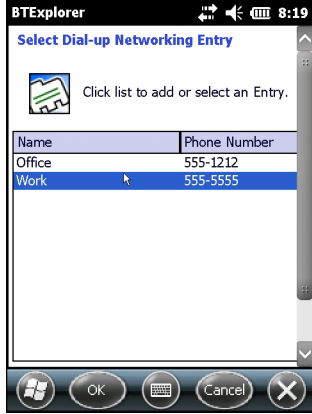 BTExplorer 8:19
Select Dial-up Networking Entry
Click list to add or select an Entry.
Name Phone Number
Office 555-1212
Work 555-5555
OK Cancel